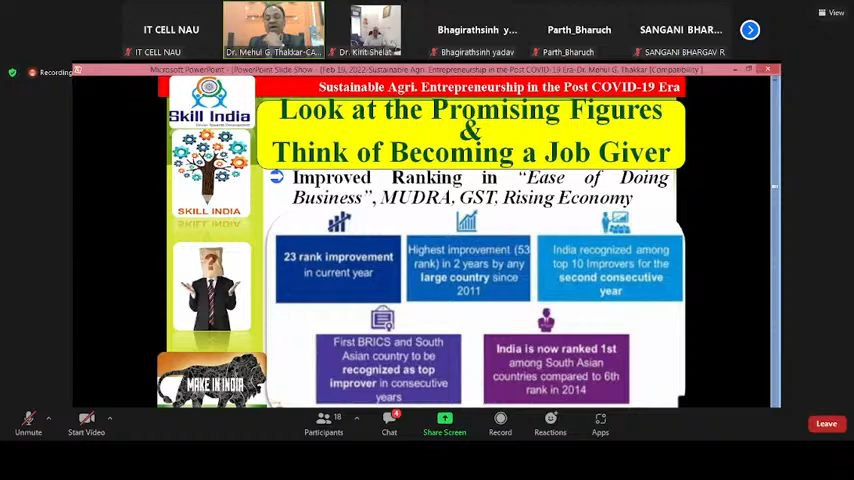 View
IT CELL NAU
Bhagirathsinh y...
Parth_Bharuch
SANGANI BHAR...
IT CELL NAU
Dr. Mehul G. Thakkar-CA...
Dr. Kirit Shelat
Bhagirathsinh yadav
Parth_Bharuch
SANGANI BHARGAV R
Recording
Microsoft PowerPoint - [PowerPoint Slide Show - [Feb 19, 2022-Sustainable Agri. Entrepreneurship in the Post COVID-19 Era-Dr. Mehul G. Thakkar [Compatibility
Sustainable Agri. Entrepreneurship in the Post COVID-19 Era
Skill India
SKILL INDIA
Look at the Promising Figures
&
Think of Becoming a Job Giver
Improved Ranking in "Ease of Doing
Business", MUDRA, GST, Rising Economy
23 rank improvement
in current year
Highest improvement (53
rank) in 2 years by any
large country since
2011
India recognized among
top 10 Improvers for the
second consecutive
year
?
First BRICS and South
Asian country to be
recognized as top
improver in consecutive
years
India is now ranked 1st
among South Asian
countries compared to 6th
rank in 2014
MAKE IN INDIA
18
4
Unmute
Start Video
Participants
Chat
Share Screen
Record
Reactions
Apps
Leave